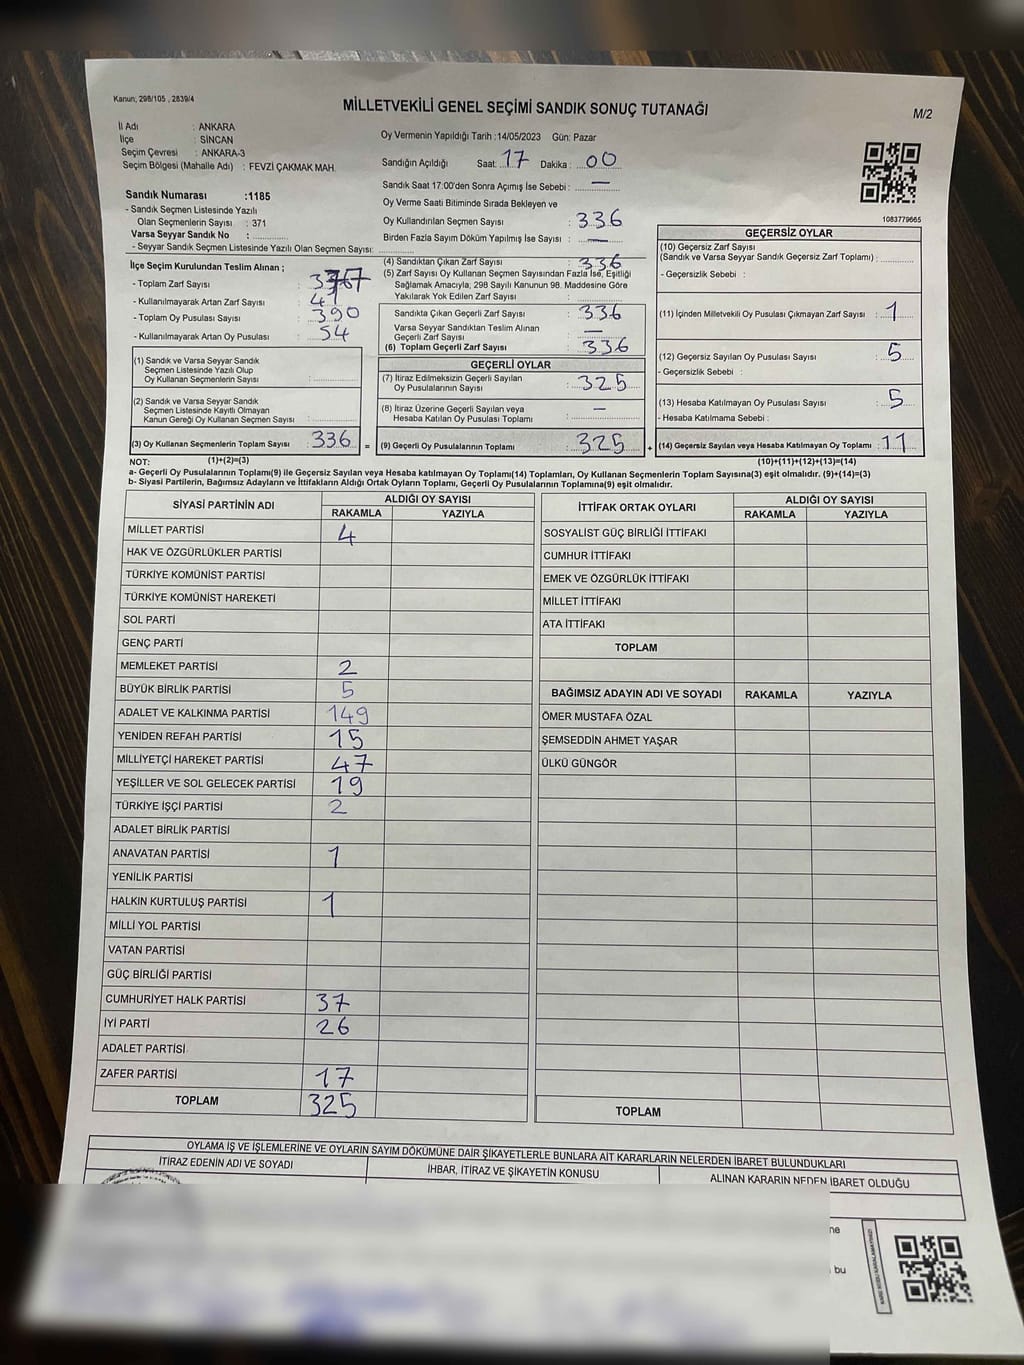 Kanun; 298/105 , 2839/4
MİLLETVEKİLİ GENEL SEÇİMİ SANDIK SONUÇ TUTANAĞI
M/2
İl Adı : ANKARA
İlçe : SİNCAN
Seçim Çevresi : ANKARA-3
Seçim Bölgesi (Mahalle Adı) : FEVZİ ÇAKMAK MAH.
Sandık Numarası :1185
- Sandık Seçmen Listesinde Yazılı
Olan Seçmenlerin Sayısı : 371
Varsa Seyyar Sandık No :
- Seyyar Sandık Seçmen Listesinde Yazılı Olan Seçmen Sayısı:
İlçe Seçim Kurulundan Teslim Alınan ;
- Toplam Zarf Sayısı :
- Kullanılmayarak Artan Zarf Sayısı : 41
- Toplam Oy Pusulası Sayısı : 390
- Kullanılmayarak Artan Oy Pusulası : 54
(1) Sandık ve Varsa Seyyar Sandık
Seçmen Listesinde Yazılı Olup
Oy Kullanan Seçmenlerin Sayısı :
(2) Sandık ve Varsa Seyyar Sandık
Seçmen Listesinde Kayıtlı Olmayan
Kanun Gereği Oy Kullanan Seçmen Sayısı :
(3) Oy Kullanan Seçmenlerin Toplam Sayısı : 336 =
(1)+(2)=(3)
Oy Vermenin Yapıldığı Tarih :14/05/2023 Gün: Pazar
Sandığın Açıldığı Saat: 17 Dakika : 00
Sandık Saat 17:00'den Sonra Açımış İse Sebebi : —
Oy Verme Saati Bitiminde Sırada Bekleyen ve
Oy Kullandırılan Seçmen Sayısı : 336
Birden Fazla Sayım Döküm Yapılmış İse Sayısı : —
(4) Sandıktan Çıkan Zarf Sayısı : 336
(5) Zarf Sayısı Oy Kullanan Seçmen Sayısından Fazla İse, Eşitliği
Sağlamak Amacıyla, 298 Sayılı Kanunun 98. Maddesine Göre
Yakılarak Yok Edilen Zarf Sayısı :
Sandıkta Çıkan Geçerli Zarf Sayısı : 336
Varsa Seyyar Sandıktan Teslim Alınan
Geçerli Zarf Sayısı : —
(6) Toplam Geçerli Zarf Sayısı : 336
GEÇERLİ OYLAR
(7) İtiraz Edilmeksizin Geçerli Sayılan
Oy Pusulalarının Sayısı : 325
(8) İtiraz Üzerine Geçerli Sayılan veya
Hesaba Katılan Oy Pusulası Toplamı : —
(9) Geçerli Oy Pusulalarının Toplamı : 325 +
1083779665
GEÇERSİZ OYLAR
(10) Geçersiz Zarf Sayısı
(Sandık ve Varsa Seyyar Sandık Geçersiz Zarf Toplamı) :
- Geçersizlik Sebebi :
(11) İçinden Milletvekili Oy Pusulası Çıkmayan Zarf Sayısı : 1
(12) Geçersiz Sayılan Oy Pusulası Sayısı : 5
- Geçersizlik Sebebi :
(13) Hesaba Katılmayan Oy Pusulası Sayısı : 5
- Hesaba Katılmama Sebebi :
(14) Geçersiz Sayılan veya Hesaba Katılmayan Oy Toplamı : 11
(10)+(11)+(12)+(13)=(14)
NOT:
a- Geçerli Oy Pusulalarının Toplamı(9) ile Geçersiz Sayılan veya Hesaba katılmayan Oy Toplamı(14) Toplamları, Oy Kullanan Seçmenlerin Toplam Sayısına(3) eşit olmalıdır. (9)+(14)=(3)
b- Siyasi Partilerin, Bağımsız Adayların ve İttifakların Aldığı Ortak Oyların Toplamı, Geçerli Oy Pusulalarının Toplamına(9) eşit olmalıdır.
SİYASİ PARTİNİN ADI ALDIĞI OY SAYISI
RAKAMLA YAZIYLA
MİLLET PARTİSİ 4
HAK VE ÖZGÜRLÜKLER PARTİSİ
TÜRKİYE KOMÜNİST PARTİSİ
TÜRKİYE KOMÜNİST HAREKETİ
SOL PARTİ
GENÇ PARTİ
MEMLEKET PARTİSİ 2
BÜYÜK BİRLİK PARTİSİ 5
ADALET VE KALKINMA PARTİSİ 149
YENİDEN REFAH PARTİSİ 15
MİLLİYETÇİ HAREKET PARTİSİ 47
YEŞİLLER VE SOL GELECEK PARTİSİ 19
TÜRKİYE İŞÇİ PARTİSİ 2
ADALET BİRLİK PARTİSİ
ANAVATAN PARTİSİ 1
YENİLİK PARTİSİ
HALKIN KURTULUŞ PARTİSİ 1
MİLLİ YOL PARTİSİ
VATAN PARTİSİ
GÜÇ BİRLİĞİ PARTİSİ
CUMHURİYET HALK PARTİSİ 37
İYİ PARTİ 26
ADALET PARTİSİ
ZAFER PARTİSİ 17
TOPLAM 325
İTTİFAK ORTAK OYLARI ALDIĞI OY SAYISI
RAKAMLA YAZIYLA
SOSYALİST GÜÇ BİRLİĞİ İTTİFAKI
CUMHUR İTTİFAKI
EMEK VE ÖZGÜRLÜK İTTİFAKI
MİLLET İTTİFAKI
ATA İTTİFAKI
TOPLAM
BAĞIMSIZ ADAYIN ADI VE SOYADI RAKAMLA YAZIYLA
ÖMER MUSTAFA ÖZAL
ŞEMSEDDİN AHMET YAŞAR
ÜLKÜ GÜNGÖR
TOPLAM
OYLAMA İŞ VE İŞLEMLERİNE VE OYLARIN SAYIM DÖKÜMÜNE DAİR ŞİKAYETLERLE BUNLARA AİT KARARLARIN NELERDEN İBARET BULUNDUKLARI
İTİRAZ EDENİN ADI VE SOYADI İHBAR, İTİRAZ VE ŞİKAYETİN KONUSU ALINAN KARARIN NEDEN İBARET OLDUĞU
ne
bu